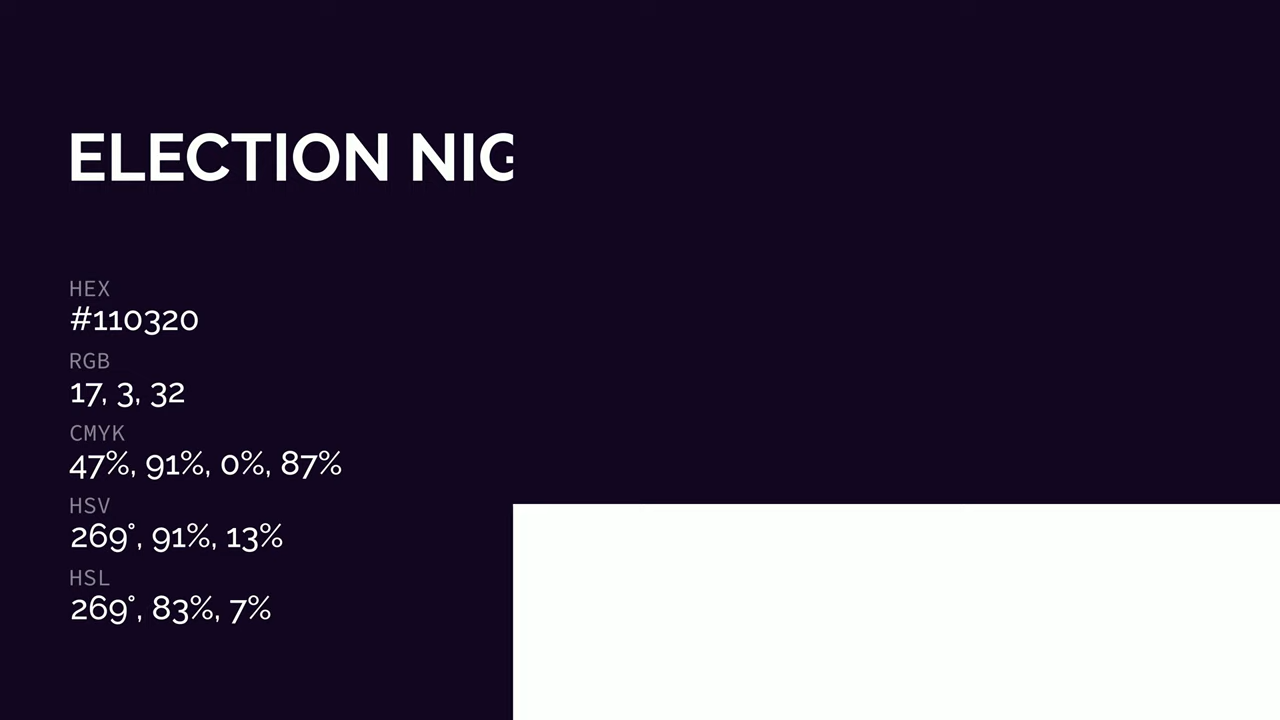 ELECTION NIG
HEX
#110320
RGB
17, 3, 32
CMYK
47%, 91%, 0%, 87%
HSV
269°, 91%, 13%
HSL
269°, 83%, 7%